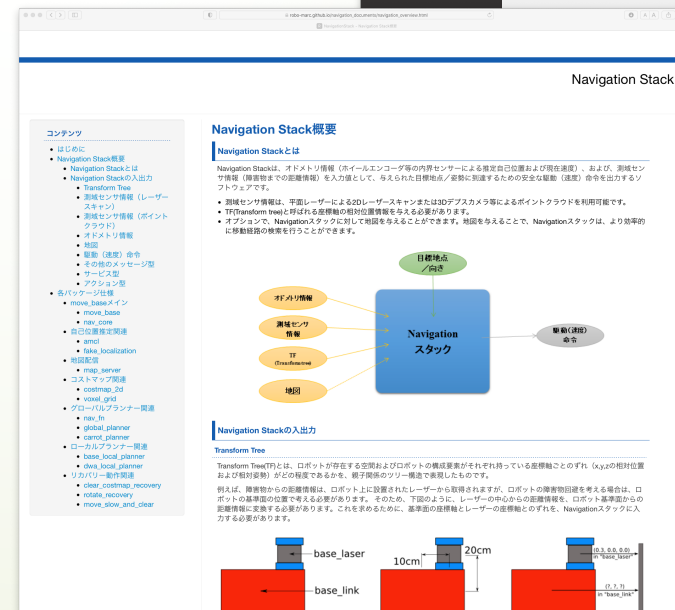 robo-marc.github.io/navigation_documents/navigation_overview.html
Navigation Stack
コンテンツ
はじめに
Navigation Stack概要
Navigation Stackとは
Navigation Stackの入出力
Transform Tree
測域センサ情報（レーザー
スキャン）
測域センサ情報（ポイント
クラウド）
オドメトリ情報
地図
駆動（速度）命令
その他のメッセージ型
サービス型
アクション型
各パッケージ仕様
move_baseメイン
move_base
nav_core
自己位置推定関連
amcl
fake_localization
地図配信
map_server
コストマップ関連
costmap_2d
voxel_grid
グローバルプランナー関連
nav_fn
global_planner
carrot_planner
ローカルプランナー関連
base_local_planner
dwa_local_planner
リカバリー動作関連
clear_costmap_recovery
rotate_recovery
move_slow_and_clear
Navigation Stack概要
Navigation Stackとは
Navigation Stackは、オドメトリ情報（ホイールエンコーダ等の内界センサーによる推定自己位置および現在速度）、および、測域セン
サ情報（障害物までの距離情報）を入力値として、与えられた目標地点／姿勢に到達するための安全な駆動（速度）命令を出力するソ
フトウェアです。
測域センサ情報は、平面レーザーによる2Dレーザースキャンまたは3Dデプスカメラ等によるポイントクラウドを利用可能です。
TF(Transform tree)と呼ばれる座標軸の相対位置情報を与える必要があります。
オプションで、Navigationスタックに対して地図を与えることができます。地図を与えることで、Navigationスタックは、より効率的
に移動経路の検索を行うことができます。
目標地点
／向き
オドメトリ情報
測域センサ
情報
TF
(Transform tree)
地図
Navigation
スタック
駆動(速度)
命令
Navigation Stackの入出力
Transform Tree
Transform Tree(TF)とは、ロボットが存在する空間およびロボットの構成要素がそれぞれ持っている座標軸ごとのずれ（x,y,zの相対位置
および相対姿勢）がどの程度であるかを、親子関係のツリー構造で表現したものです。
例えば、障害物からの距離情報は、ロボット上に設置されたレーザーから取得されますが、ロボットの障害物回避を考える場合は、ロ
ボットの基準面の位置で考える必要があります。 そのため、下図のように、レーザーの中心からの距離情報を、ロボット基準面からの
距離情報に変換する必要があります。これを求めるために、基準面の座標軸とレーザーの座標軸とのずれを、Navigationスタックに入
力する必要があります。
base_laser
base_link
10cm
20cm
(0.3, 0.0, 0.0)
in "base_laser"
(?, ?, ?)
in "base_link"